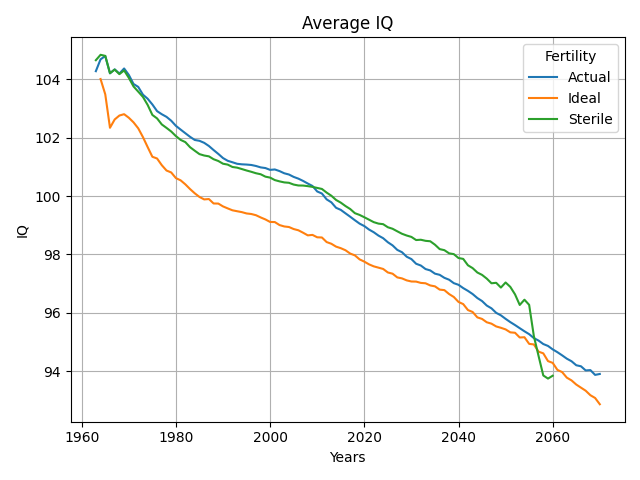 Average IQ
Fertility
Actual
Ideal
Sterile
IQ
104
102
100
98
96
94
1960
1980
2000
2020
2040
2060
Years